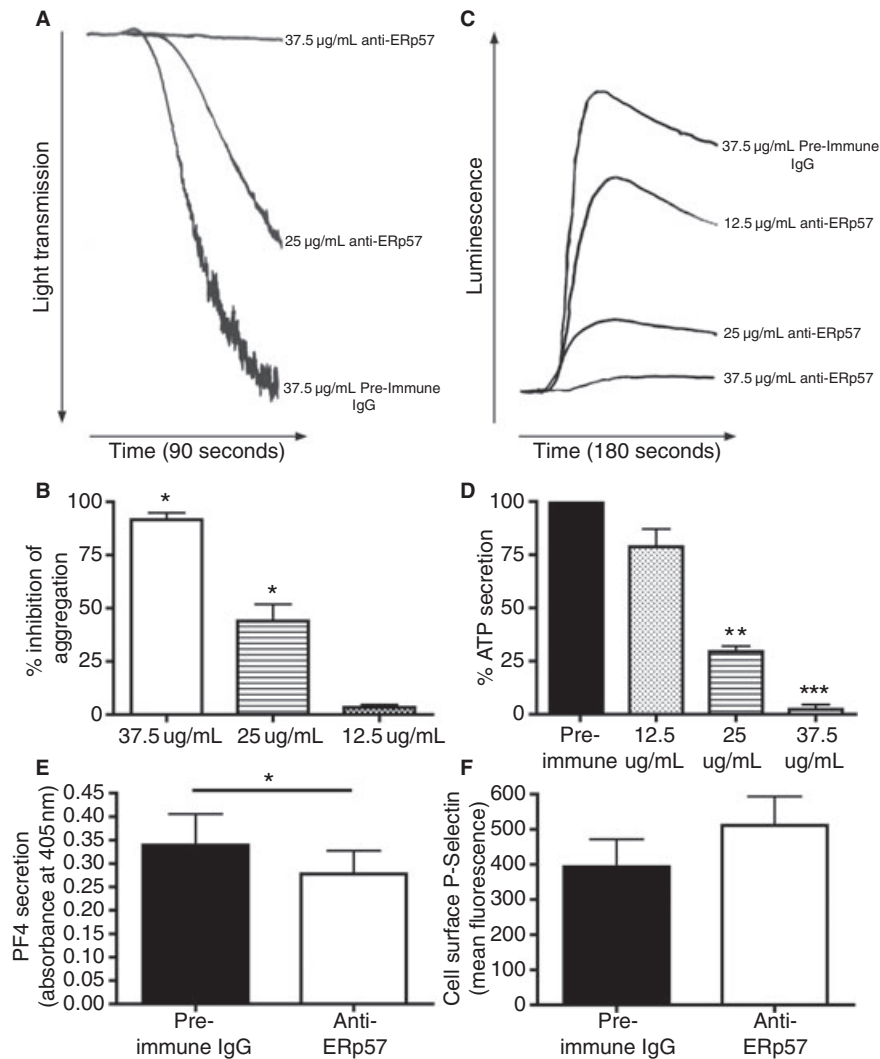 A
37.5 µg/mL anti-ERp57
25 µg/mL anti-ERp57
37.5 µg/mL Pre-Immune
IgG
Light transmission
Time (90 seconds)
C
37.5 µg/mL Pre-Immune
IgG
12.5 µg/mL anti-ERp57
25 µg/mL anti-ERp57
37.5 µg/mL anti-ERp57
Luminescence
Time (180 seconds)
B
% inhibition of
aggregation
100
75
50
25
0
*
*
37.5 ug/mL
25 ug/mL
12.5 ug/mL
D
% ATP secretion
100
75
50
25
0
**
***
Pre-
immune
12.5
ug/mL
25
ug/mL
37.5
ug/mL
E
PF4 secretion
(absorbance at 405nm)
0.45
0.40
0.35
0.30
0.25
0.20
0.15
0.10
0.05
0.00
*
Pre-
immune IgG
Anti-
ERp57
F
Cell surface P-Selectin
(mean fluorescence)
600
500
400
300
200
100
0
Pre-
immune IgG
Anti-
ERp57